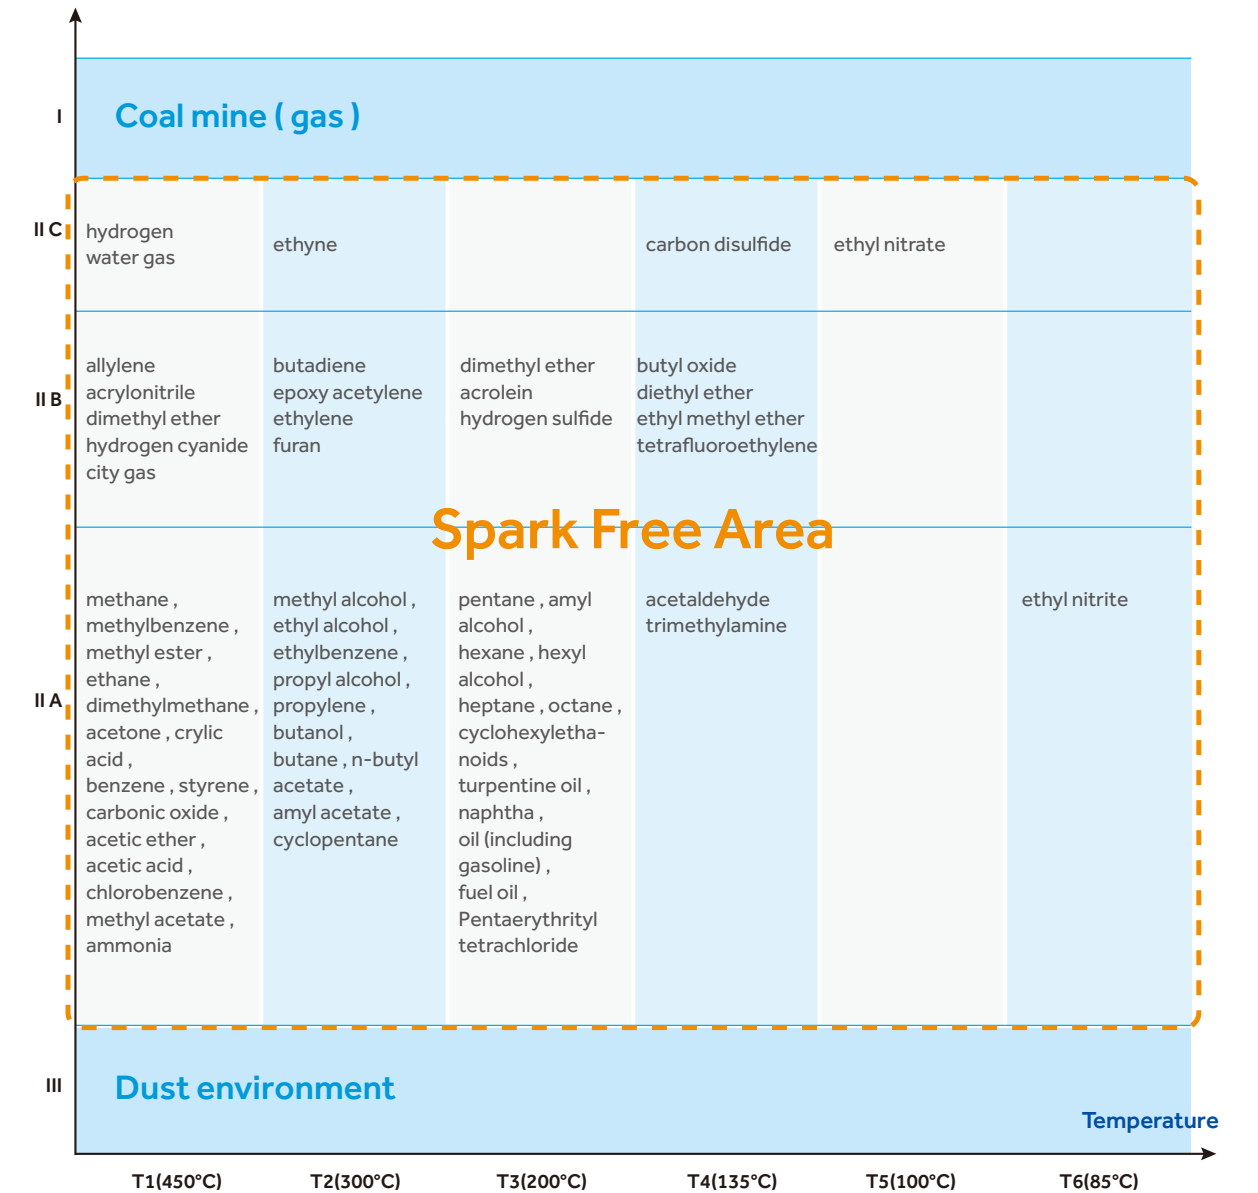 I
Coal mine ( gas )
II C
hydrogen
water gas
ethyne
carbon disulfide
ethyl nitrate
II B
allylene
acrylonitrile
dimethyl ether
hydrogen cyanide
city gas
butadiene
epoxy acetylene
ethylene
furan
dimethyl ether
acrolein
hydrogen sulfide
butyl oxide
diethyl ether
ethyl methyl ether
tetrafluoroethylene
Spark Free Area
II A
methane ,
methylbenzene ,
methyl ester ,
ethane ,
dimethylmethane ,
acetone , crylic
acid ,
benzene , styrene ,
carbonic oxide ,
acetic ether ,
acetic acid ,
chlorobenzene ,
methyl acetate ,
ammonia
methyl alcohol ,
ethyl alcohol ,
ethylbenzene ,
propyl alcohol ,
propylene ,
butanol ,
butane , n-butyl
acetate ,
amyl acetate ,
cyclopentane
pentane , amyl
alcohol ,
hexane , hexyl
alcohol ,
heptane , octane ,
cyclohexyletha-
noids ,
turpentine oil ,
naphtha ,
oil (including
gasoline) ,
fuel oil ,
Pentaerythrityl
tetrachloride
acetaldehyde
trimethylamine
ethyl nitrite
III
Dust environment
Temperature
T1(450°C)
T2(300°C)
T3(200°C)
T4(135°C)
T5(100°C)
T6(85°C)